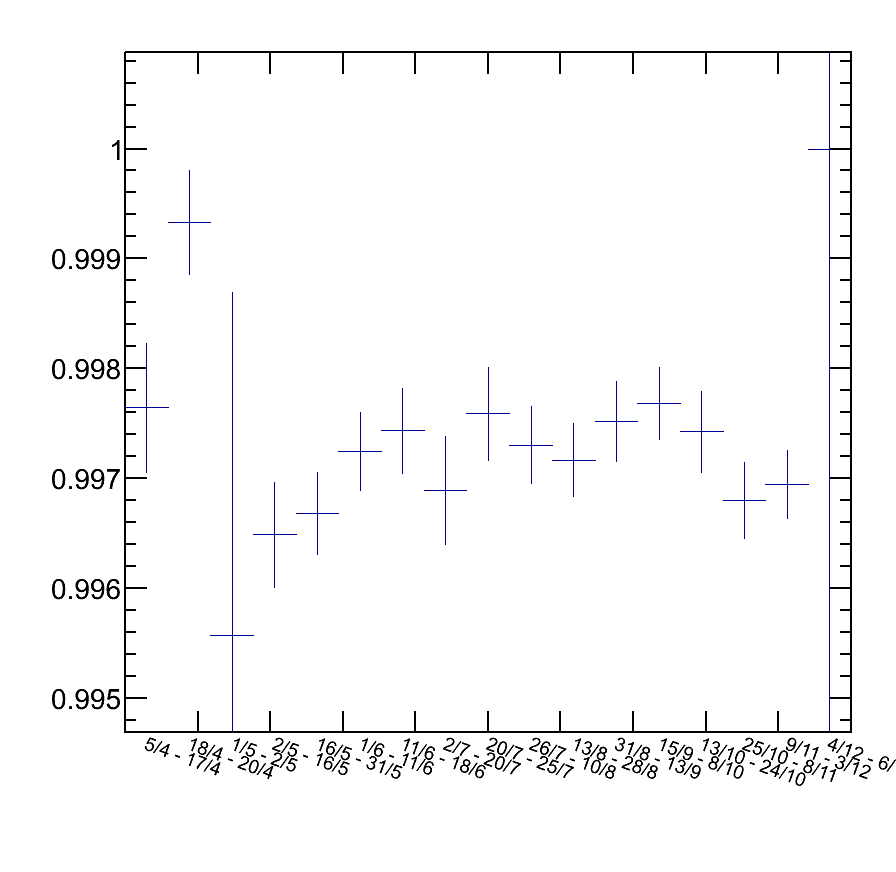 1
0.999
0.998
0.997
0.996
0.995
5/4 - 17/4
18/4 - 20/4
1/5 - 2/5
2/5 - 16/5
16/5 - 31/5
1/6 - 11/6
11/6 - 18/6
2/7 - 20/7
20/7 - 25/7
26/7 - 10/8
13/8 - 28/8
31/8 - 13/9
15/9 - 8/10
13/10 - 24/10
25/10 - 8/11
9/11 - 3/12
4/12 - 6/